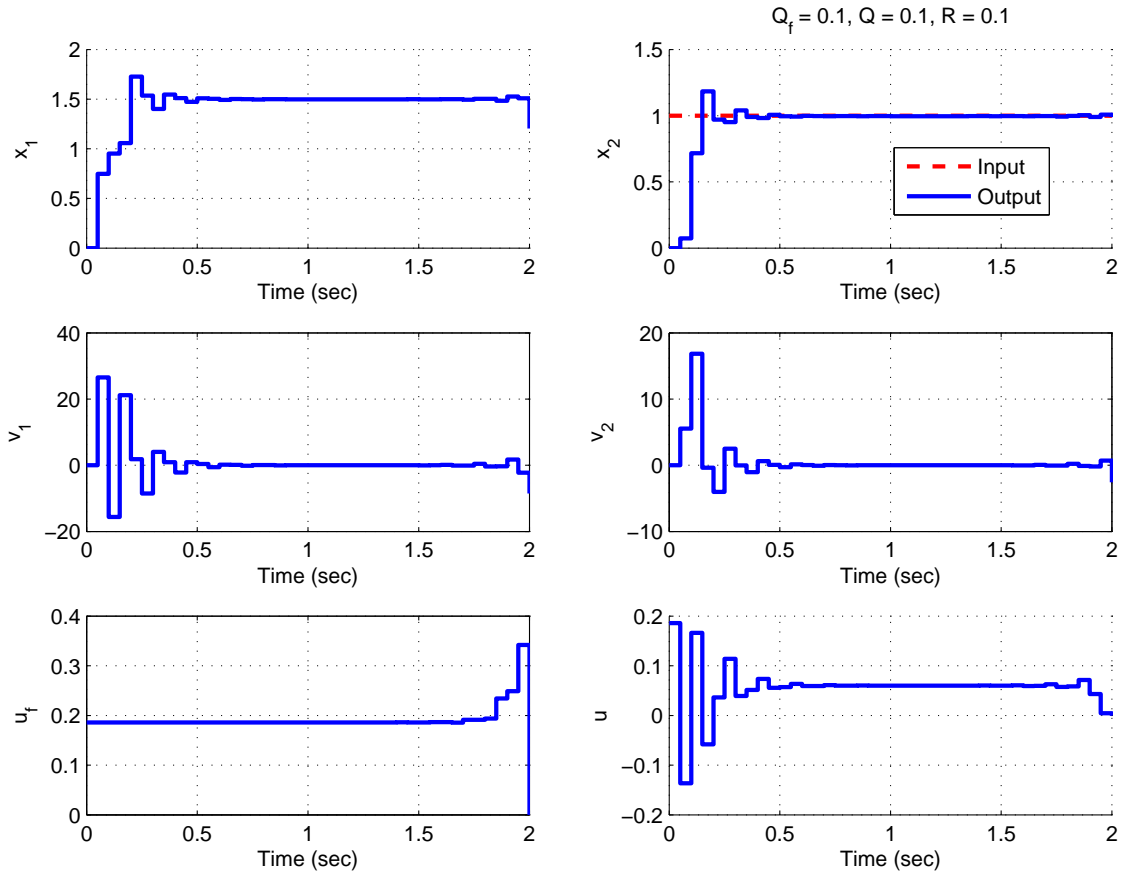 Q_f = 0.1, Q = 0.1, R = 0.1
2
1.5
1
0.5
0
x_1
0 0.5 1 1.5 2
Time (sec)
1.5
1
0.5
0
x_2
Input
Output
0 0.5 1 1.5 2
Time (sec)
40
20
0
−20
v_1
0 0.5 1 1.5 2
Time (sec)
20
10
0
−10
v_2
0 0.5 1 1.5 2
Time (sec)
0.4
0.3
0.2
0.1
0
u_f
0 0.5 1 1.5 2
Time (sec)
0.2
0.1
0
−0.1
−0.2
u
0 0.5 1 1.5 2
Time (sec)